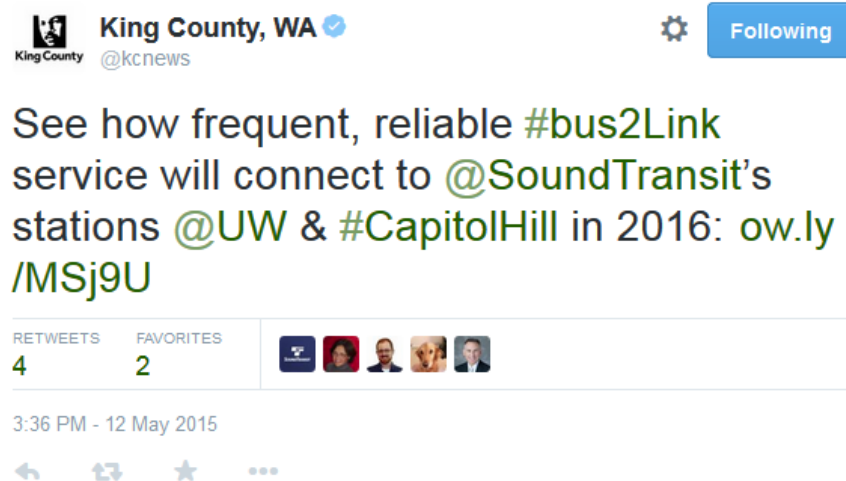 King County, WA
King County
@kcnews
Following
See how frequent, reliable #bus2Link
service will connect to @SoundTransit's
stations @UW & #CapitolHill in 2016: ow.ly
/MSj9U
RETWEETS FAVORITES
4 2
3:36 PM - 12 May 2015